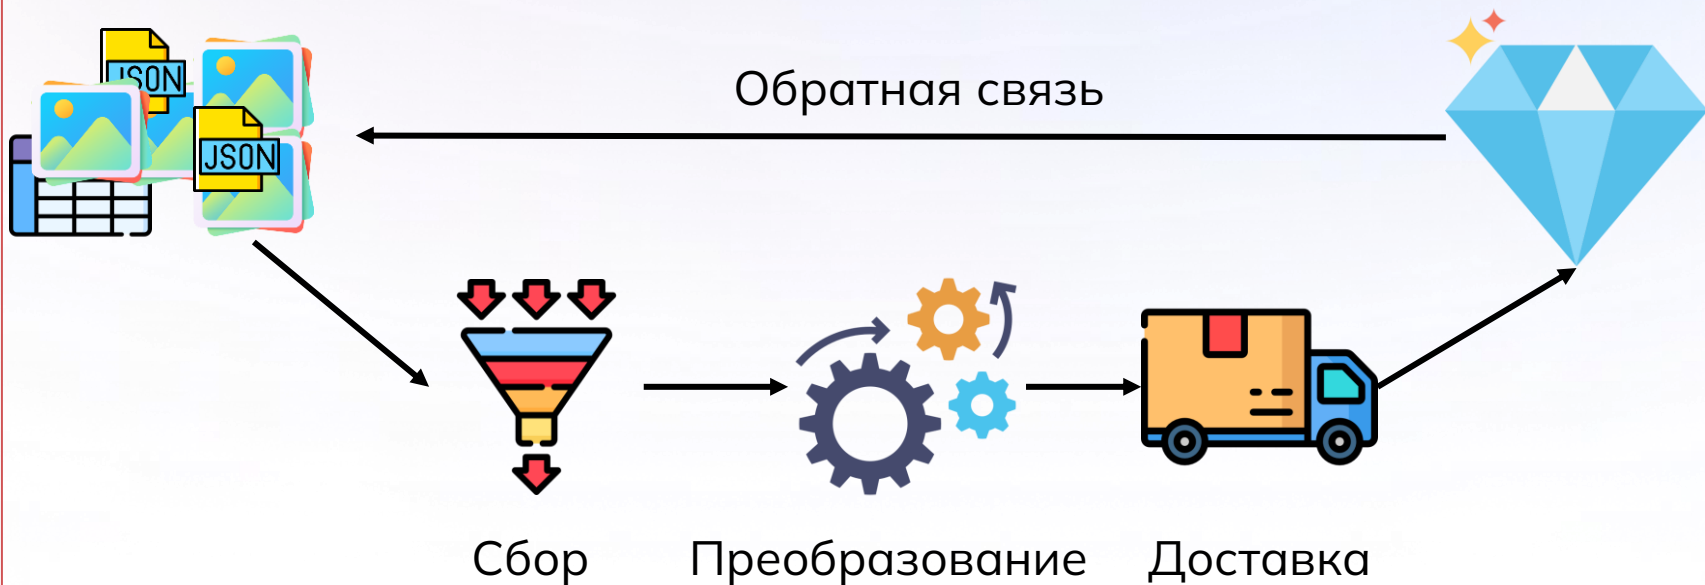 Обратная связь
JSON
JSON
Сбор
Преобразование
Доставка